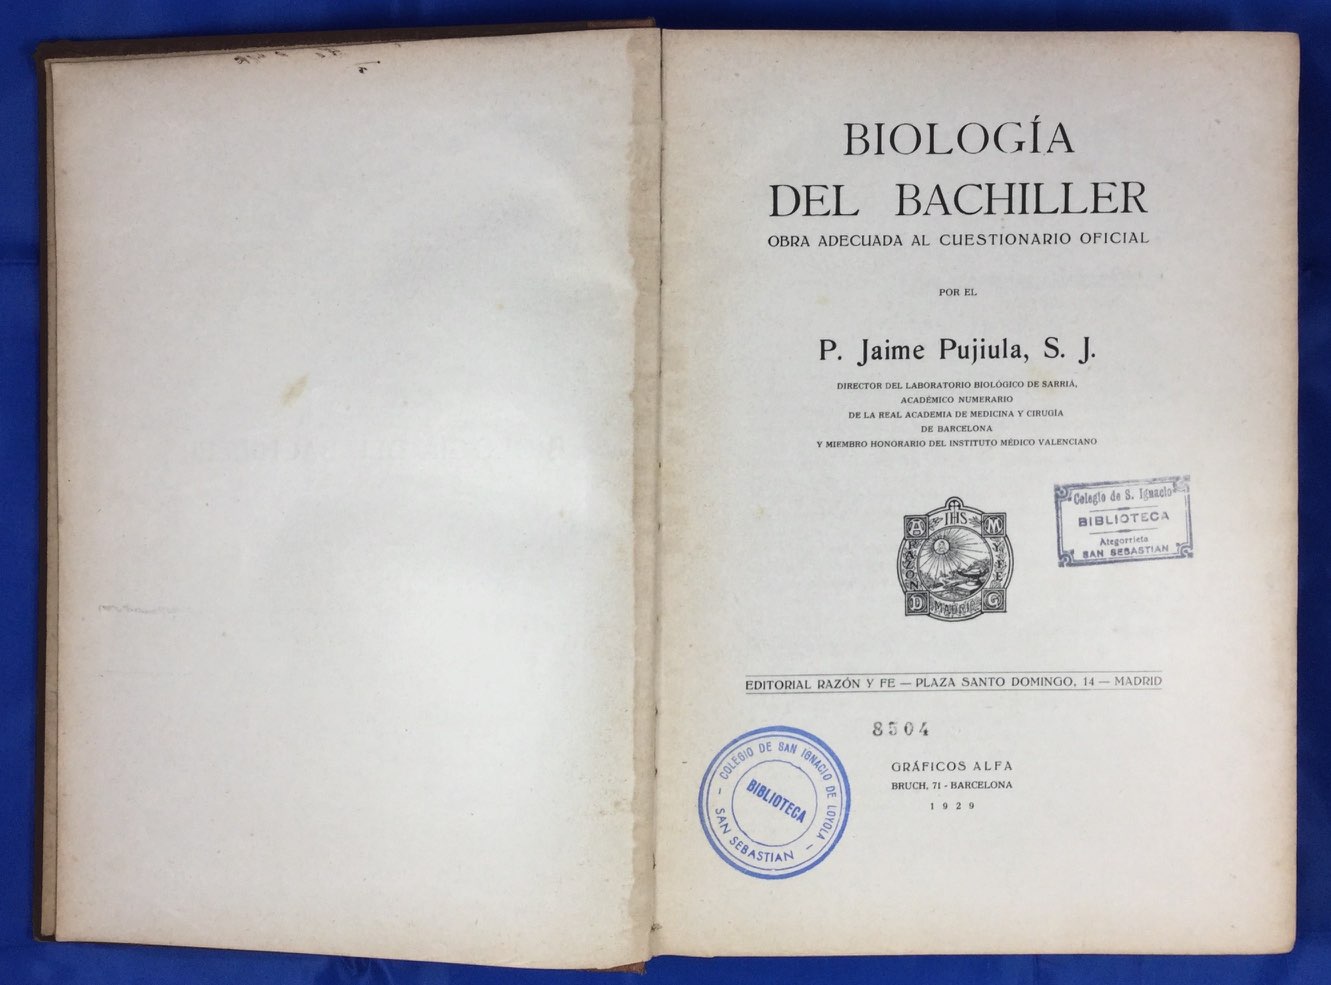 BIOLOGÍA
DEL BACHILLER
OBRA ADECUADA AL CUESTIONARIO OFICIAL
POR EL
P. Jaime Pujiula, S. J.
DIRECTOR DEL LABORATORIO BIOLÓGICO DE SARRIÁ,
ACADÉMICO NUMERARIO
DE LA REAL ACADEMIA DE MEDICINA Y CIRUGÍA
DE BARCELONA
Y MIEMBRO HONORARIO DEL INSTITUTO MÉDICO VALENCIANO
Colegio de S. Ignacio
BIBLIOTECA
Ategorrieta
SAN SEBASTIAN
IHS
A M
RAZON Y FE
D G
MADRID
EDITORIAL RAZÓN Y FE — PLAZA SANTO DOMINGO, 14 — MADRID
8504
COLEGIO DE SAN IGNACIO DE LOYOLA
BIBLIOTECA
— SAN SEBASTIAN —
GRÁFICOS ALFA
BRUCH, 71 - BARCELONA
1929